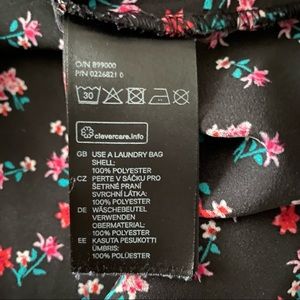 O/N 899000
P/N 0226821 0
30
clevercare.info
GB USE A LAUNDRY BAG
SHELL:
100% POLYESTER
CZ PERTE V SÁČKU PRO
ŠETRNÉ PRANÍ
SVRCHNÍ LÁTKA:
100% POLYESTER
DE WÄSCHEBEUTEL
VERWENDEN
OBERMATERIAL:
100% POLYESTER
EE KASUTA PESUKOTTI
ÜMBRIS:
100% POLÜESTER